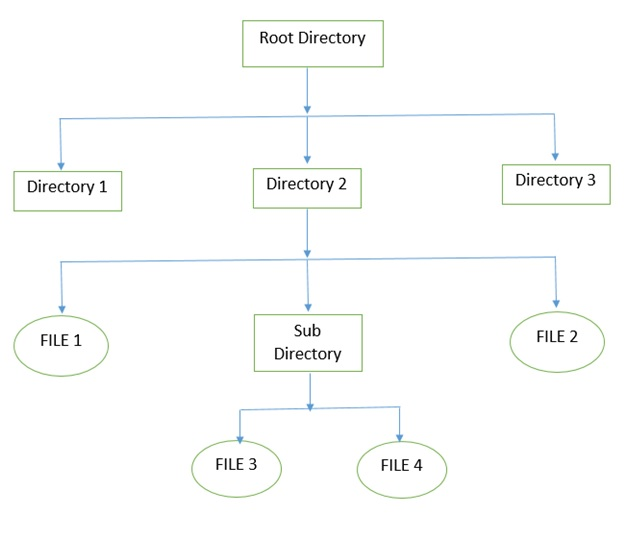 Root Directory
Directory 1
Directory 2
Directory 3
FILE 1
Sub
Directory
FILE 2
FILE 3
FILE 4